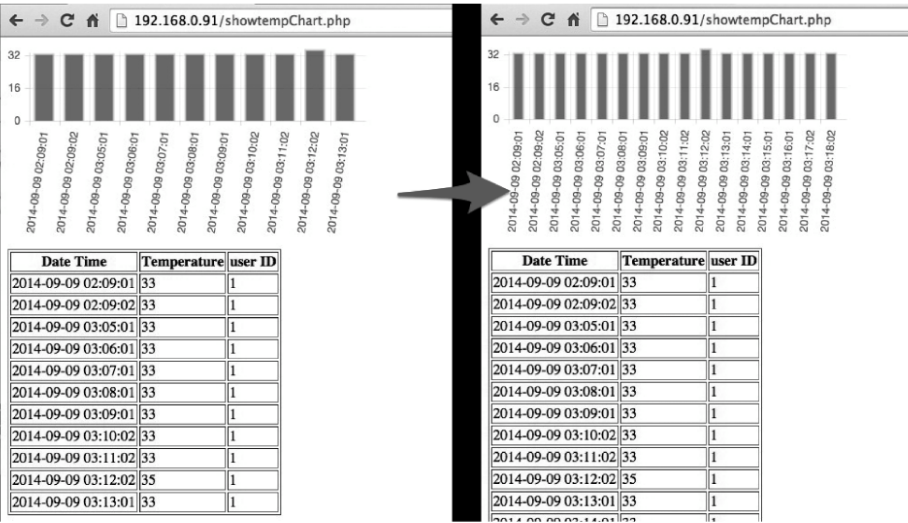 192.168.0.91/showtempChart.php
32
16
0
2014-09-09 02:09:01
2014-09-09 02:09:02
2014-09-09 03:05:01
2014-09-09 03:06:01
2014-09-09 03:07:01
2014-09-09 03:08:01
2014-09-09 03:09:01
2014-09-09 03:10:02
2014-09-09 03:11:02
2014-09-09 03:12:02
2014-09-09 03:13:01
Date Time Temperature user ID
2014-09-09 02:09:01 33 1
2014-09-09 02:09:02 33 1
2014-09-09 03:05:01 33 1
2014-09-09 03:06:01 33 1
2014-09-09 03:07:01 33 1
2014-09-09 03:08:01 33 1
2014-09-09 03:09:01 33 1
2014-09-09 03:10:02 33 1
2014-09-09 03:11:02 33 1
2014-09-09 03:12:02 35 1
2014-09-09 03:13:01 33 1
192.168.0.91/showtempChart.php
32
16
0
2014-09-09 02:09:01
2014-09-09 02:09:02
2014-09-09 03:05:01
2014-09-09 03:06:01
2014-09-09 03:07:01
2014-09-09 03:08:01
2014-09-09 03:09:01
2014-09-09 03:10:02
2014-09-09 03:11:02
2014-09-09 03:12:02
2014-09-09 03:13:01
2014-09-09 03:14:01
2014-09-09 03:15:01
2014-09-09 03:16:01
2014-09-09 03:17:02
2014-09-09 03:18:02
Date Time Temperature user ID
2014-09-09 02:09:01 33 1
2014-09-09 02:09:02 33 1
2014-09-09 03:05:01 33 1
2014-09-09 03:06:01 33 1
2014-09-09 03:07:01 33 1
2014-09-09 03:08:01 33 1
2014-09-09 03:09:01 33 1
2014-09-09 03:10:02 33 1
2014-09-09 03:11:02 33 1
2014-09-09 03:12:02 35 1
2014-09-09 03:13:01 33 1